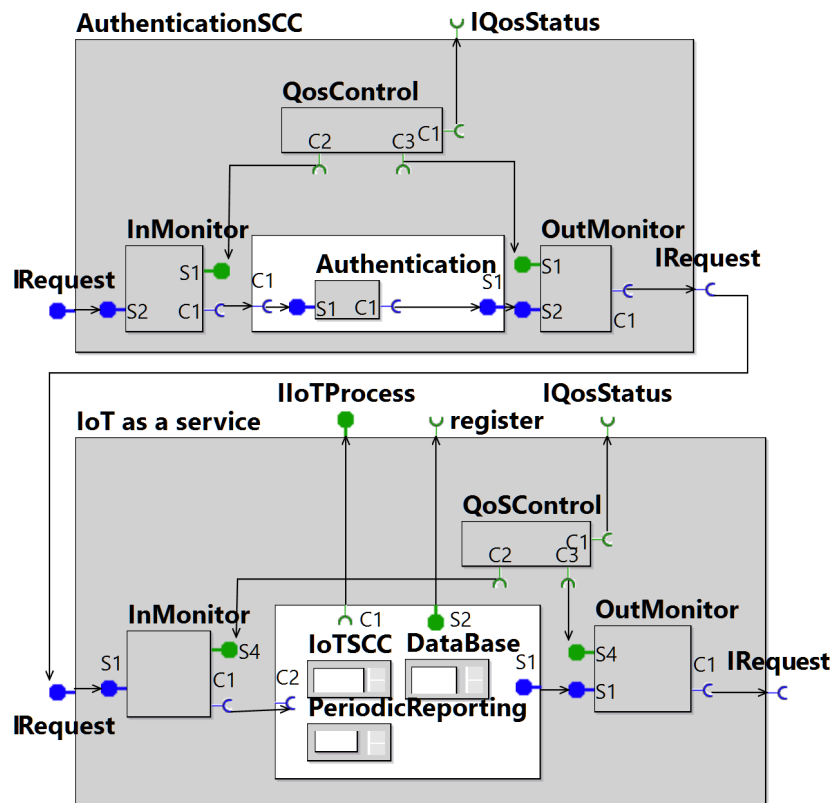 AuthenticationSCC
IQosStatus
QosControl
C2
C3
C1
InMonitor
OutMonitor
IRequest
S1
C1
Authentication
S1
S1
IRequest
S2
C1
S1
C1
S2
C1
IIoTProcess
IQosStatus
IoT as a service
register
QoSControl
C1
C2
C3
InMonitor
C1
S2
OutMonitor
IoTSCC
DataBase
S1
S4
C1
C2
S1
S4
C1
IRequest
PeriodicReporting
S1
IRequest